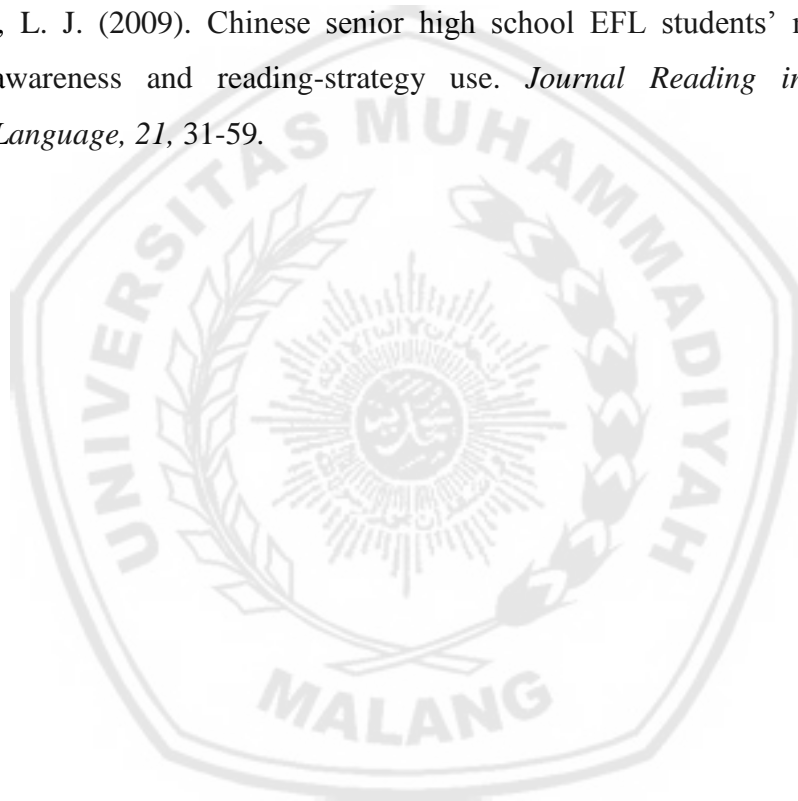 , L. J. (2009). Chinese senior high school EFL students’
awareness and reading-strategy use. Journal Reading in
Language, 21, 31-59.
UNIVERSITAS MUHAMMADIYAH
MALANG